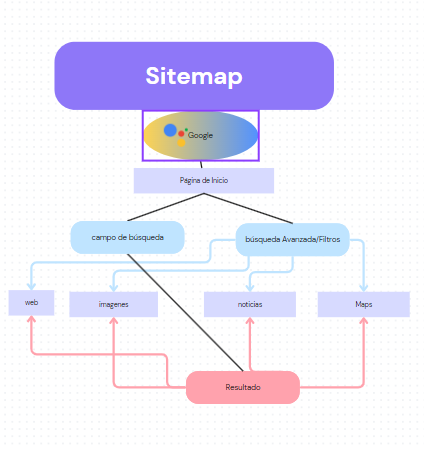 Sitemap
Google
Página de Inicio
campo de búsqueda
búsqueda Avanzada/Filtros
web
imagenes
noticias
Maps
Resultado